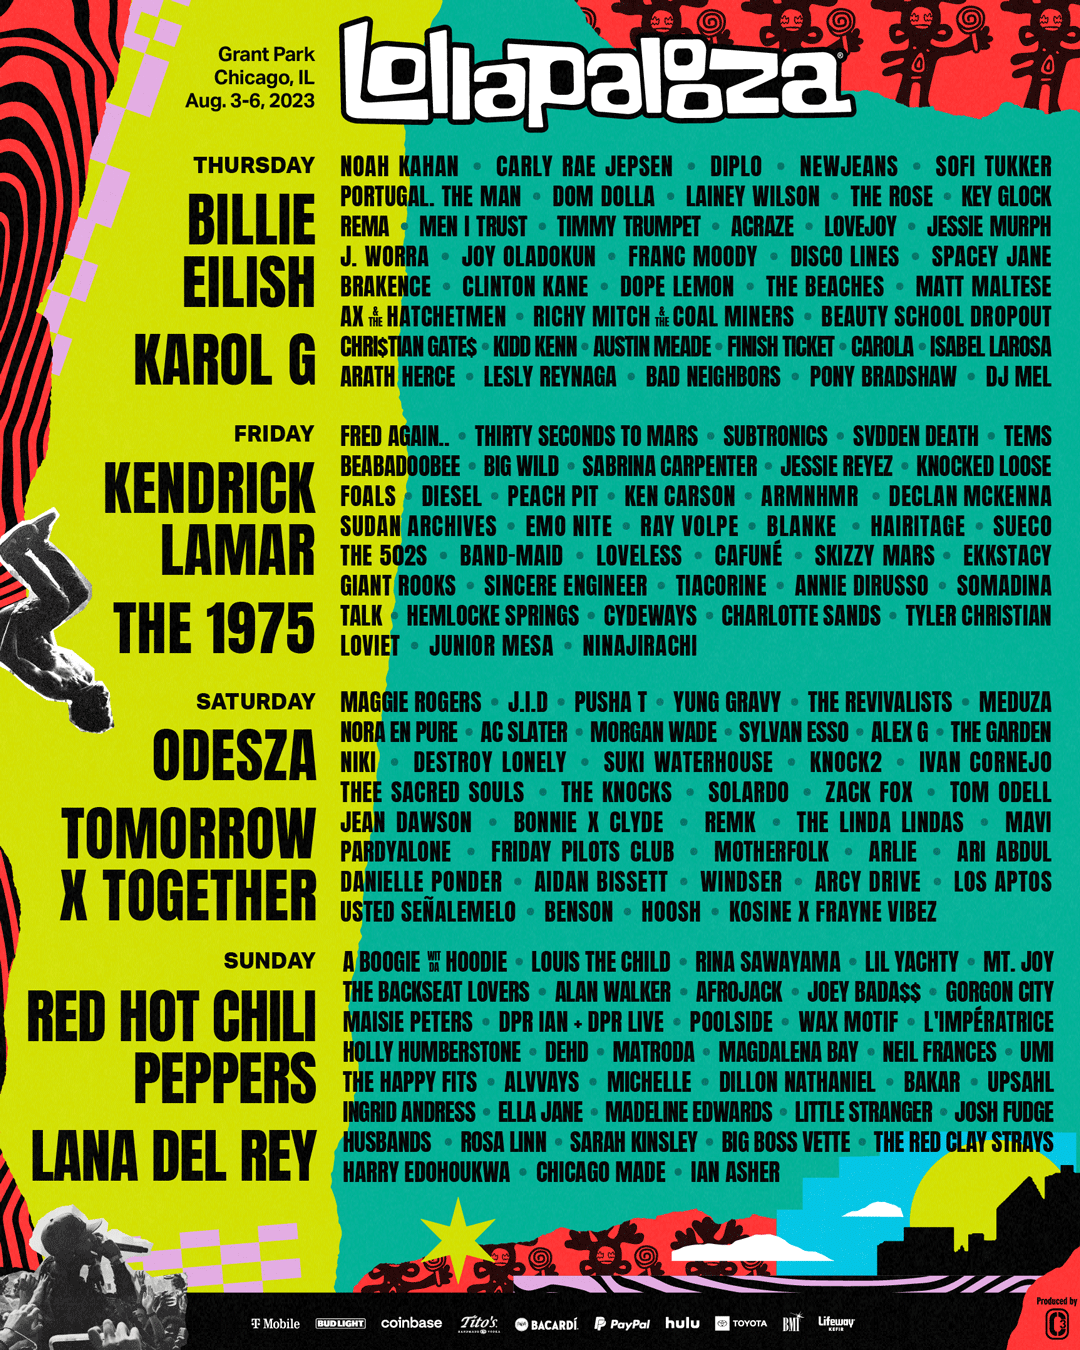 Grant Park
Chicago, IL
Aug. 3-6, 2023
Lollapalooza®
THURSDAY
BILLIE
EILISH
KAROL G
NOAH KAHAN • CARLY RAE JEPSEN • DIPLO • NEWJEANS • SOFI TUKKER
PORTUGAL. THE MAN • DOM DOLLA • LAINEY WILSON • THE ROSE • KEY GLOCK
REMA • MEN I TRUST • TIMMY TRUMPET • ACRAZE • LOVEJOY • JESSIE MURPH
J. WORRA • JOY OLADOKUN • FRANC MOODY • DISCO LINES • SPACEY JANE
BRAKENCE • CLINTON KANE • DOPE LEMON • THE BEACHES • MATT MALTESE
AX & THE HATCHETMEN • RICHY MITCH & THE COAL MINERS • BEAUTY SCHOOL DROPOUT
CHRI$TIAN GATE$ • KIDD KENN • AUSTIN MEADE • FINISH TICKET • CAROLA • ISABEL LAROSA
ARATH HERCE • LESLY REYNAGA • BAD NEIGHBORS • PONY BRADSHAW • DJ MEL
FRIDAY
KENDRICK
LAMAR
THE 1975
FRED AGAIN.. • THIRTY SECONDS TO MARS • SUBTRONICS • SVDDEN DEATH • TEMS
BEABADOOBEE • BIG WILD • SABRINA CARPENTER • JESSIE REYEZ • KNOCKED LOOSE
FOALS • DIESEL • PEACH PIT • KEN CARSON • ARMNHMR • DECLAN MCKENNA
SUDAN ARCHIVES • EMO NITE • RAY VOLPE • BLANKE • HAIRITAGE • SUECO
THE 502S • BAND-MAID • LOVELESS • CAFUNÉ • SKIZZY MARS • EKKSTACY
GIANT ROOKS • SINCERE ENGINEER • TIACORINE • ANNIE DIRUSSO • SOMADINA
TALK • HEMLOCKE SPRINGS • CYDEWAYS • CHARLOTTE SANDS • TYLER CHRISTIAN
LOVIET • JUNIOR MESA • NINAJIRACHI
SATURDAY
ODESZA
TOMORROW
X TOGETHER
MAGGIE ROGERS • J.I.D • PUSHA T • YUNG GRAVY • THE REVIVALISTS • MEDUZA
NORA EN PURE • AC SLATER • MORGAN WADE • SYLVAN ESSO • ALEX G • THE GARDEN
NIKI • DESTROY LONELY • SUKI WATERHOUSE • KNOCK2 • IVAN CORNEJO
THEE SACRED SOULS • THE KNOCKS • SOLARDO • ZACK FOX • TOM ODELL
JEAN DAWSON • BONNIE X CLYDE • REMK • THE LINDA LINDAS • MAVI
PARDYALONE • FRIDAY PILOTS CLUB • MOTHERFOLK • ARLIE • ARI ABDUL
DANIELLE PONDER • AIDAN BISSETT • WINDSER • ARCY DRIVE • LOS APTOS
USTED SEÑALEMELO • BENSON • HOOSH • KOSINE X FRAYNE VIBEZ
SUNDAY
RED HOT CHILI
PEPPERS
LANA DEL REY
A BOOGIE WIT DA HOODIE • LOUIS THE CHILD • RINA SAWAYAMA • LIL YACHTY • MT. JOY
THE BACKSEAT LOVERS • ALAN WALKER • AFROJACK • JOEY BADA$$ • GORGON CITY
MAISIE PETERS • DPR IAN + DPR LIVE • POOLSIDE • WAX MOTIF • L'IMPÉRATRICE
HOLLY HUMBERSTONE • DEHD • MATRODA • MAGDALENA BAY • NEIL FRANCES • UMI
THE HAPPY FITS • ALVVAYS • MICHELLE • DILLON NATHANIEL • BAKAR • UPSAHL
INGRID ANDRESS • ELLA JANE • MADELINE EDWARDS • LITTLE STRANGER • JOSH FUDGE
HUSBANDS • ROSA LINN • SARAH KINSLEY • BIG BOSS VETTE • THE RED CLAY STRAYS
HARRY EDOHOUKWA • CHICAGO MADE • IAN ASHER
T Mobile BUD LIGHT coinbase Tito's HANDMADE VODKA BACARDÍ. PayPal hulu TOYOTA BMI Lifeway KEFIR
Produced by
C3